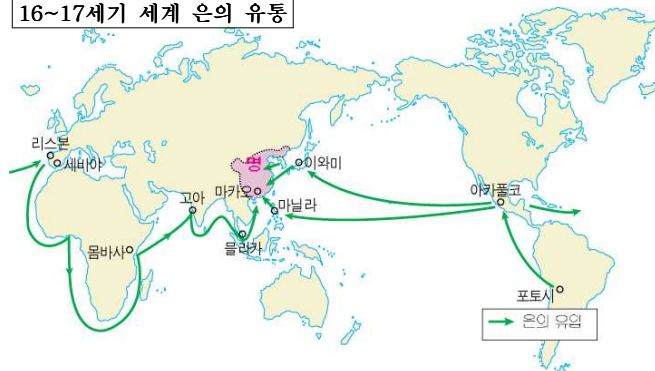 16~17세기 세계 은의 유통
리스본
세비야
명
이와미
고아
마카오
마닐라
아카풀코
믈라카
몸바사
포토시
은의 유입